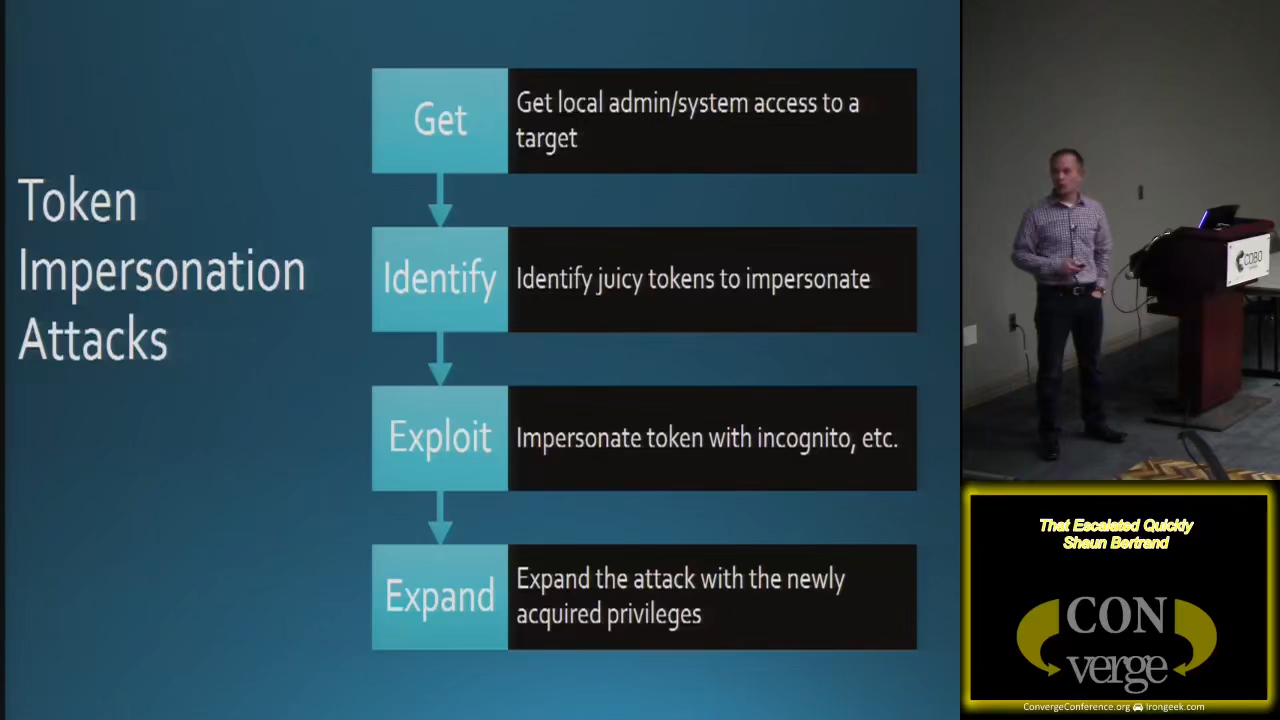 Token
Impersonation
Attacks
Get
Get local admin/system access to a
target
Identify
Identify juicy tokens to impersonate
Exploit
Impersonate token with incognito, etc.
Expand
Expand the attack with the newly
acquired privileges
COBO
That Escalated Quickly
Shaun Bertrand
CON
verge
ConvergeConference.org Irongeek.com